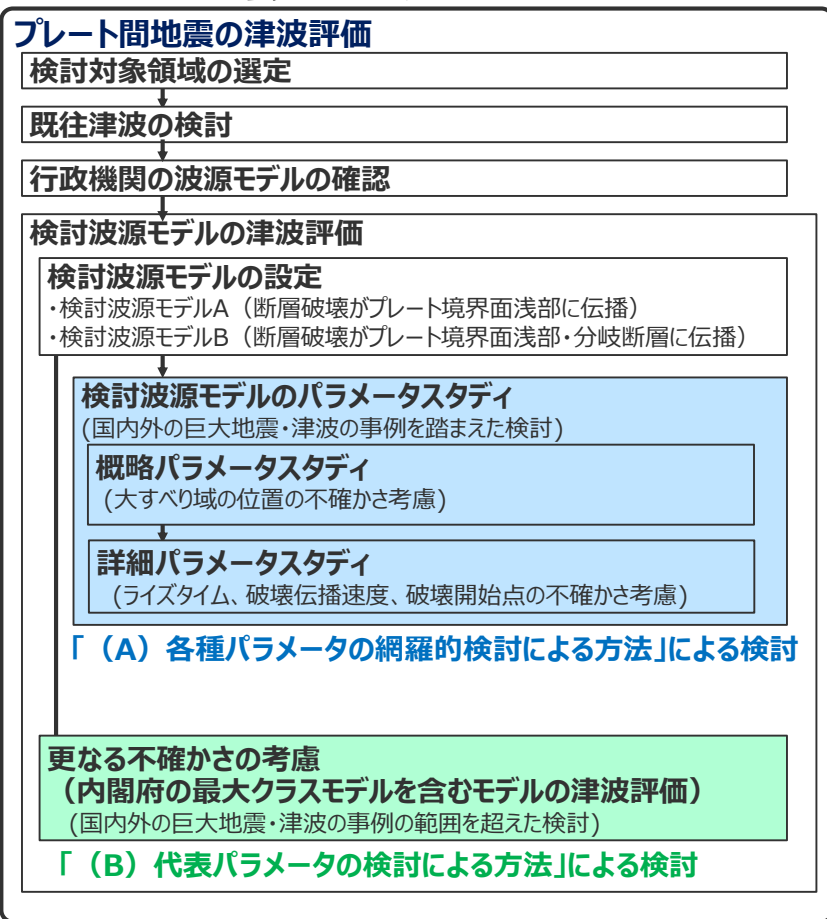 プレート間地震の津波評価
検討対象領域の選定
既往津波の検討
行政機関の波源モデルの確認
検討波源モデルの津波評価
検討波源モデルの設定
・検討波源モデルA（断層破壊がプレート境界面浅部に伝播）
・検討波源モデルB（断層破壊がプレート境界面浅部・分岐断層に伝播）
検討波源モデルのパラメータスタディ
(国内外の巨大地震・津波の事例を踏まえた検討)
概略パラメータスタディ
(大すべり域の位置の不確かさ考慮)
詳細パラメータスタディ
(ライズタイム、破壊伝播速度、破壊開始点の不確かさ考慮)
「（A）各種パラメータの網羅的検討による方法」による検討
更なる不確かさの考慮
（内閣府の最大クラスモデルを含むモデルの津波評価）
(国内外の巨大地震・津波の事例の範囲を超えた検討)
「（B）代表パラメータの検討による方法」による検討